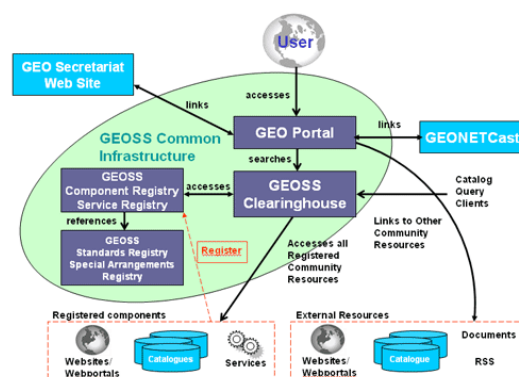 User
GEO Secretariat
Web Site
accesses
links
GEOSS Common
Infrastructure
GEO Portal
links
GEONETCast
searches
GEOSS
Component Registry
Service Registry
accesses
GEOSS
Clearinghouse
Catalog
Query
Clients
references
GEOSS
Standards Registry
Special Arrangements
Registry
Register
Accesses all
Registered
Community
Resources
Links to Other
Community
Resources
Registered components
External Resources
Websites/
Webportals
Catalogues
Services
Websites/
Webportals
Catalogue
Documents
RSS